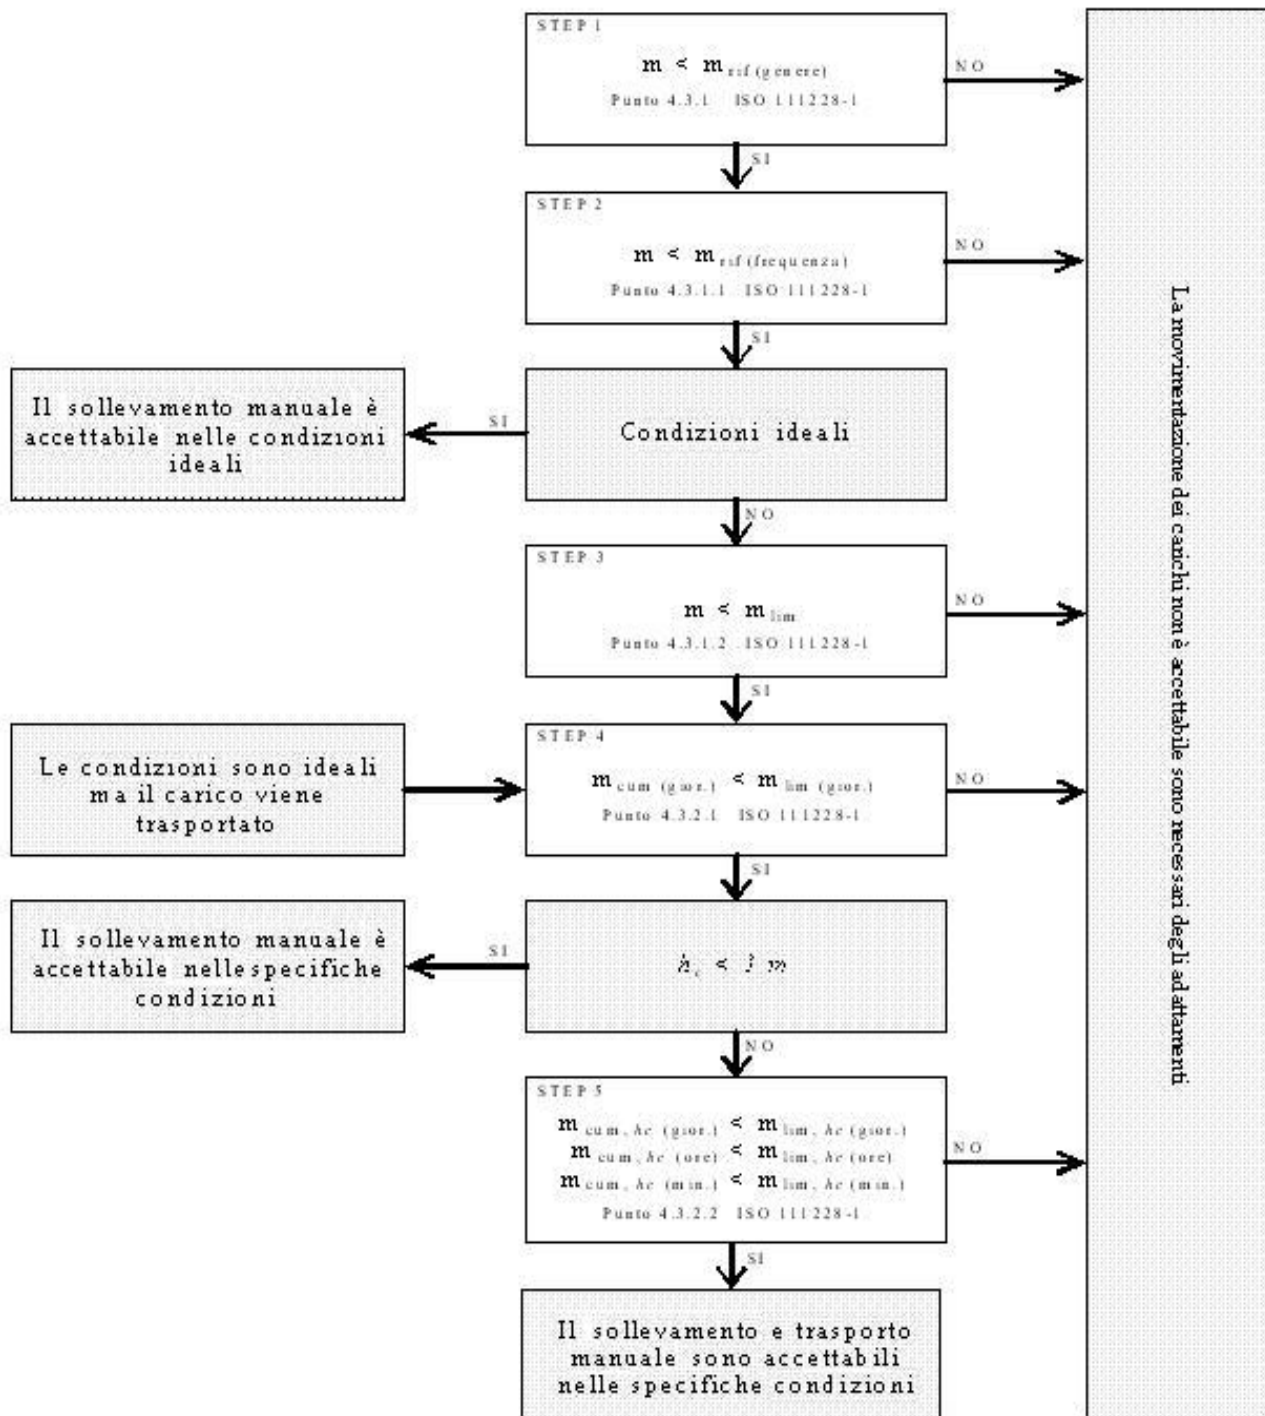 STEP 1
m < m rif (genere)
Punto 4.3.1 ISO 111228-1
NO
SI
STEP 2
m < m rif (frequenza)
Punto 4.3.1.1 ISO 111228-1
NO
SI
Condizioni ideali
SI
Il sollevamento manuale è
accettabile nelle condizioni
ideali
NO
STEP 3
m < m lim
Punto 4.3.1.2 ISO 111228-1
NO
SI
Le condizioni sono ideali
ma il carico viene
trasportato
STEP 4
m cum (gior.) < m lim (gior.)
Punto 4.3.2.1 ISO 111228-1
NO
SI
h c < 3 m
SI
Il sollevamento manuale è
accettabile nelle specifiche
condizioni
NO
STEP 5
m cum, hc (gior.) < m lim, hc (gior.)
m cum, hc (ore) < m lim, hc (ore)
m cum, hc (min.) < m lim, hc (min.)
Punto 4.3.2.2 ISO 111228-1
NO
SI
Il sollevamento e trasporto
manuale sono accettabili
nelle specifiche condizioni
La movimentazione dei carichi non è accettabile sono necessari degli adattamenti